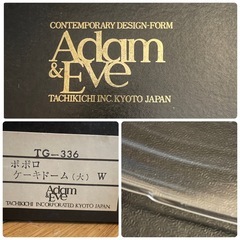 CONTEMPORARY DESIGN-FORM
Adam
&Eve
TACHIKICHI INC. KYOTO JAPAN
TG-336
ポポロ
ケーキドーム(大) W
Adam
&Eve
TACHIKICHI INCORPORATED KYOTO JAPAN